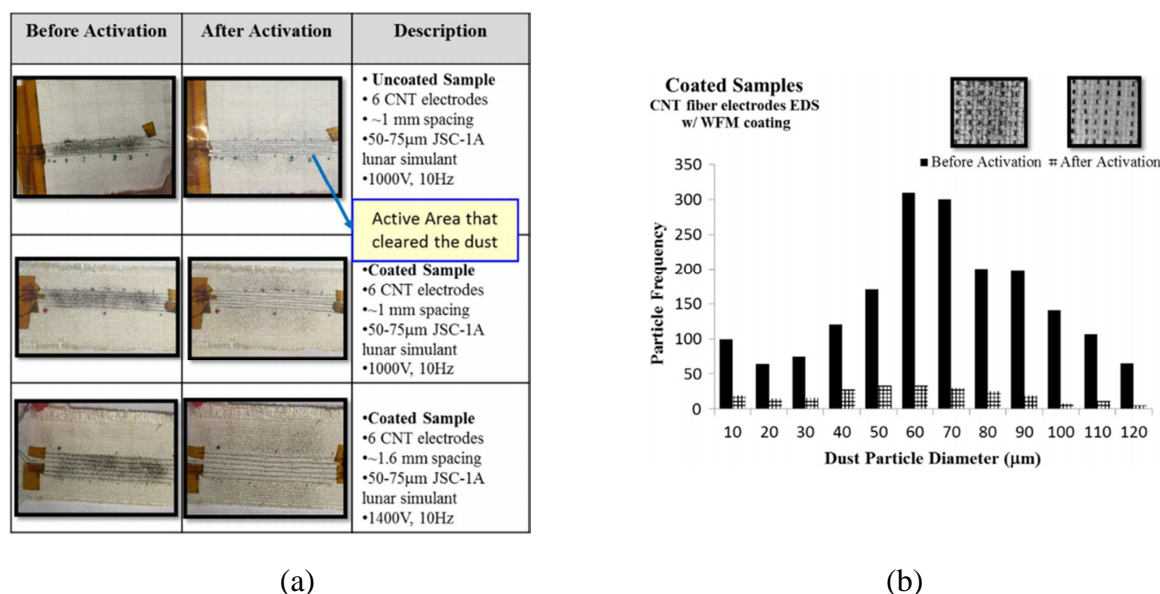 Before Activation
After Activation
Description
• Uncoated Sample
• 6 CNT electrodes
• ~1 mm spacing
•50-75µm JSC-1A
lunar simulant
•1000V, 10Hz
Active Area that
cleared the dust
•Coated Sample
•6 CNT electrodes
•~1 mm spacing
•50-75µm JSC-1A
lunar simulant
•1000V, 10Hz
•Coated Sample
•6 CNT electrodes
•~1.6 mm spacing
•50-75µm JSC-1A
lunar simulant
•1400V, 10Hz
(a)
Coated Samples
CNT fiber electrodes EDS
w/ WFM coating
Before Activation
After Activation
Particle Frequency
350
300
250
200
150
100
50
0
10 20 30 40 50 60 70 80 90 100 110 120
Dust Particle Diameter (µm)
(b)